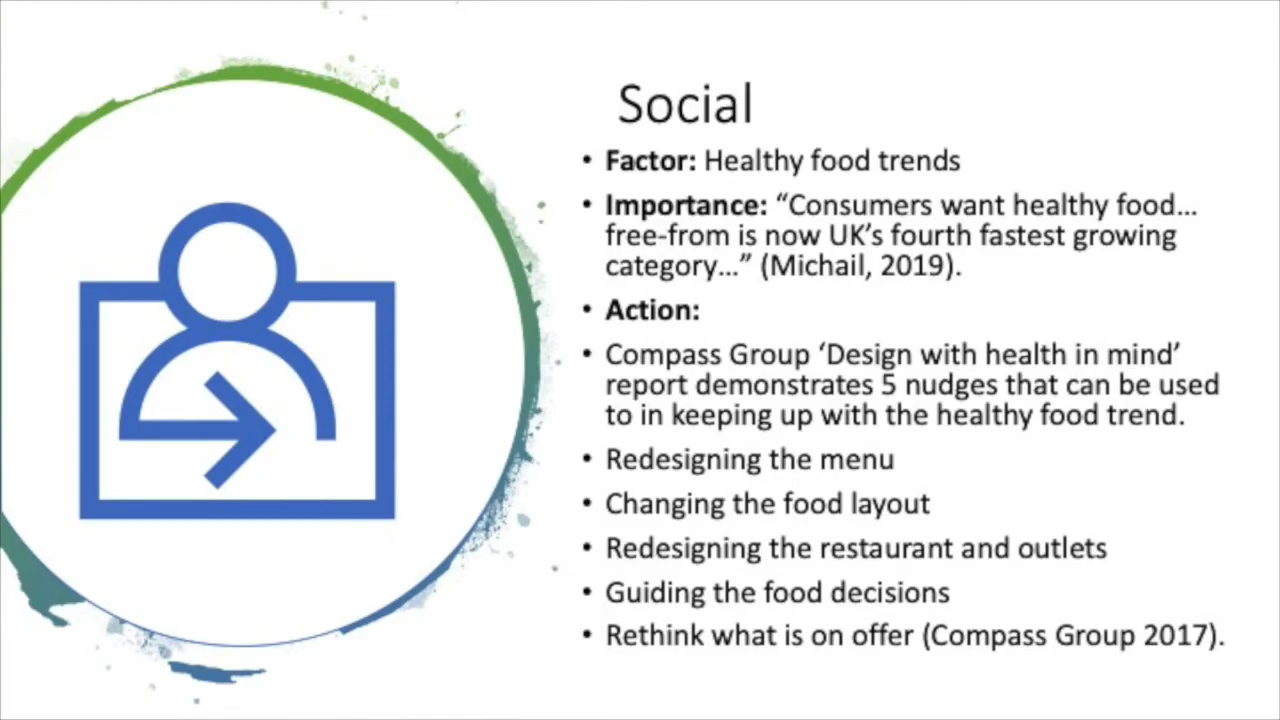 Social
• Factor: Healthy food trends
• Importance: “Consumers want healthy food…
free-from is now UK’s fourth fastest growing
category…” (Michail, 2019).
• Action:
• Compass Group ‘Design with health in mind’
report demonstrates 5 nudges that can be used
to in keeping up with the healthy food trend.
• Redesigning the menu
• Changing the food layout
• Redesigning the restaurant and outlets
• Guiding the food decisions
• Rethink what is on offer (Compass Group 2017).